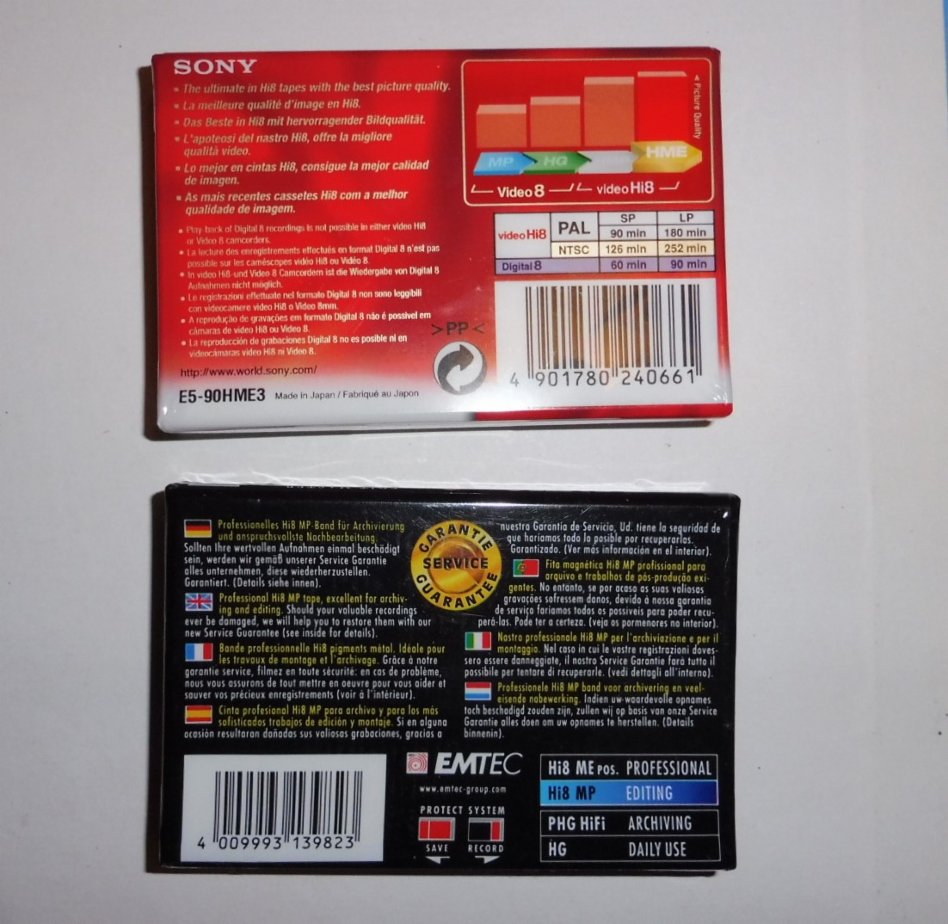 SONY
• The ultimate in Hi8 tapes with the best picture quality.
• La meilleure qualité d'image en Hi8.
• Das Beste in Hi8 mit hervorragender Bildqualität.
• L'apoteosi del nastro Hi8, offre la migliore
qualità video.
• Lo mejor en cintas Hi8, consigue la mejor calidad
de imagen.
• As mais recentes cassetes Hi8 com a melhor
qualidade de imagem.
• Play back of Digital 8 recordings is not possible in either video Hi8
or Video 8 camcorders.
• La lecture des enregistrements effectués en format Digital 8 n'est pas
possible sur les caméscopes vidéo Hi8 ou Vidéo 8.
• In video Hi8 und Video 8 Camcordern ist die Wiedergabe von Digital 8
Aufnahmen nicht möglich.
• Le registrazioni effettuate nel formato Digital 8 non sono leggibili
con videocamere video Hi8 o Video 8mm.
• A reprodução de gravações em formato Digital 8 não é possível em
câmaras de video Hi8 ou Video 8.
• La reproducción de grabaciones Digital 8 no es posible ni en
videocámaras video Hi8 ni Video 8.
http://www.world.sony.com/
E5-90HME3 Made in Japan / Fabriqué au Japon
Picture Quality
MP HG HME
Video 8 video Hi8
SP LP
video Hi8 PAL 90 min 180 min
NTSC 126 min 252 min
Digital 8 60 min 90 min
>PP<
4 901780 240661
Professionelles Hi8 MP-Band für Archivierung
und anspruchsvollste Nachbearbeitung.
Sollten Ihre wertvollen Aufnahmen einmal beschädigt
sein, werden wir gemäß unserer Service Garantie
alles unternehmen, diese wiederherzustellen.
Garantiert. (Details siehe innen).
Professional Hi8 MP tape, excellent for archiv-
ing and editing. Should your valuable recordings
ever be damaged, we will help you to restore them with our
new Service Guarantee (see inside for details).
Bande professionnelle Hi8 pigments métal. Idéale pour
les travaux de montage et l'archivage. Grâce à notre
garantie service, filmez en toute sécurité: en cas de problème,
nous vous assurons de tout mettre en oeuvre pour vous aider et
sauver vos précieux enregistrements (voir à l'intérieur).
Cinta profesional Hi8 MP para archivo y para los más
sofisticados trabajos de edición y montaje. Si en alguna
ocasión resultaran dañadas sus valiosas grabaciones, gracias a
GARANTIE
SERVICE
GUARANTEE
nuestra Garantia de Servicio, Ud. tiene la seguridad de
que haríamos todo lo posible por recuperarlas.
Garantizado. (Ver más información en el interior).
Fita magnética Hi8 MP profissional para
arquivo e trabalhos de pós-produção exi-
gentes. No entanto, se por acaso as suas valiosas
gravações sofressem danos, devido à nossa garantia
de serviço faríamos todos os possíveis para poder recu-
perá-los. Pode ter a certeza. (veja os pormenores no interior).
Nastro professionale Hi8 MP per l'archiviazione e per il
montaggio. Nel caso in cui le vostre registrazioni doves-
sero essere danneggiate, il nostro Service Garantie farà tutto il
possibile per tentare di recuperarle. (vedi dettagli all'interno).
Professionele Hi8 MP band voor archivering en veel-
eisende nabewerking. Indien uw waardevolle opnames
toch beschadigd zouden zijn, zullen wij op basis van onze Service
Garantie alles doen om uw opnames te herstellen. (Details
binnenin).
4 009993 139823
EMTEC
www.emtec-group.com
PROTECT SYSTEM
SAVE RECORD
Hi8 ME POS. PROFESSIONAL
Hi8 MP EDITING
PHG HiFi ARCHIVING
HG DAILY USE